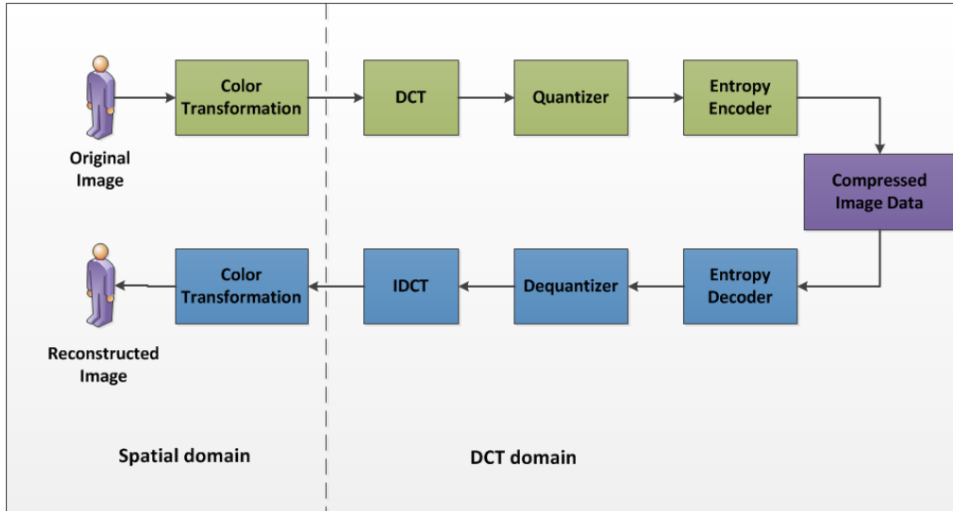 Original
Image
Color
Transformation
DCT
Quantizer
Entropy
Encoder
Compressed
Image Data
Reconstructed
Image
Color
Transformation
IDCT
Dequantizer
Entropy
Decoder
Spatial domain
DCT domain